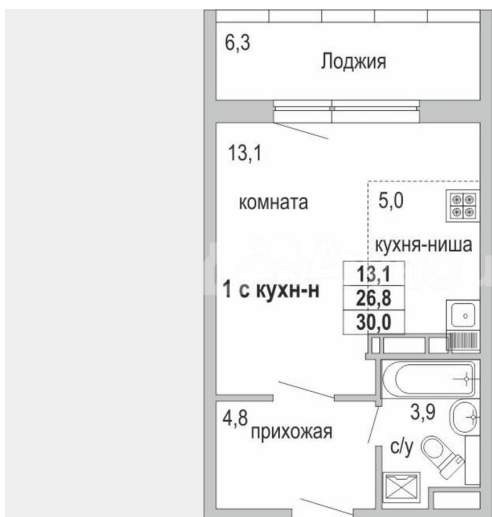 6,3
Лоджия
13,1
комната
5,0
кухня-ниша
1 с кухн-н
13,1
26,8
30,0
4,8
прихожая
3,9
с/у